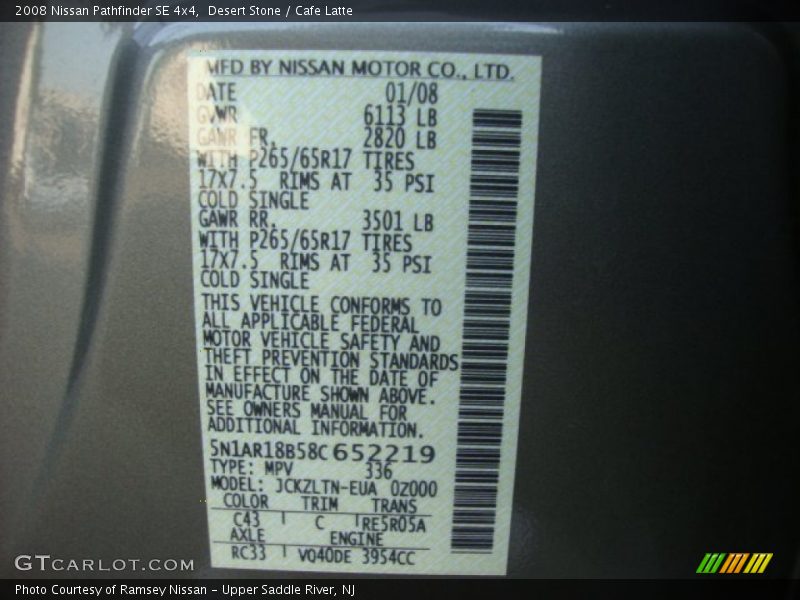 2008 Nissan Pathfinder SE 4x4, Desert Stone / Cafe Latte
MFD BY NISSAN MOTOR CO., LTD.
DATE 01/08
GVWR 6113 LB
GAWR FR. 2820 LB
WITH P265/65R17 TIRES
17X7.5 RIMS AT 35 PSI
COLD SINGLE
GAWR RR. 3501 LB
WITH P265/65R17 TIRES
17X7.5 RIMS AT 35 PSI
COLD SINGLE
THIS VEHICLE CONFORMS TO
ALL APPLICABLE FEDERAL
MOTOR VEHICLE SAFETY AND
THEFT PREVENTION STANDARDS
IN EFFECT ON THE DATE OF
MANUFACTURE SHOWN ABOVE.
SEE OWNERS MANUAL FOR
ADDITIONAL INFORMATION.
5N1AR18B58C652219
TYPE: MPV 336
MODEL: JCKZLTN-EUA 0Z000
COLOR TRIM TRANS
C43 C RE5R05A
AXLE ENGINE
RC33 VQ40DE 3954CC
GTCARLOT.COM
Photo Courtesy of Ramsey Nissan - Upper Saddle River, NJ